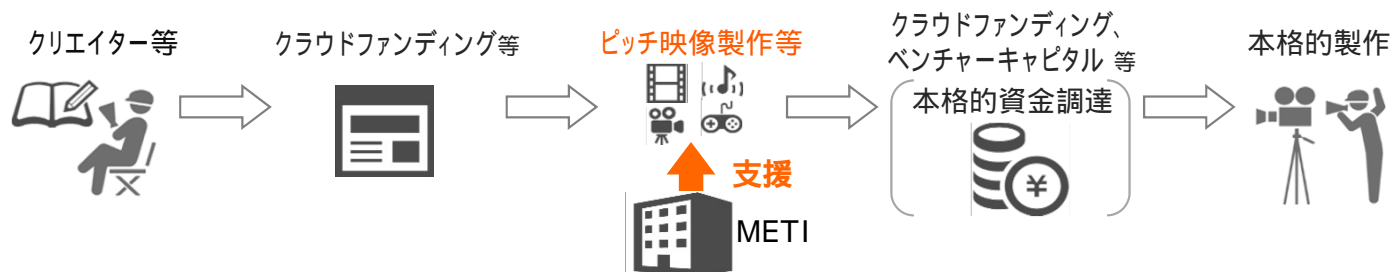 クリエイター等
クラウドファンディング等
ピッチ映像製作等
クラウドファンディング、
ベンチャーキャピタル 等
本格的資金調達
¥
本格的製作
支援
METI